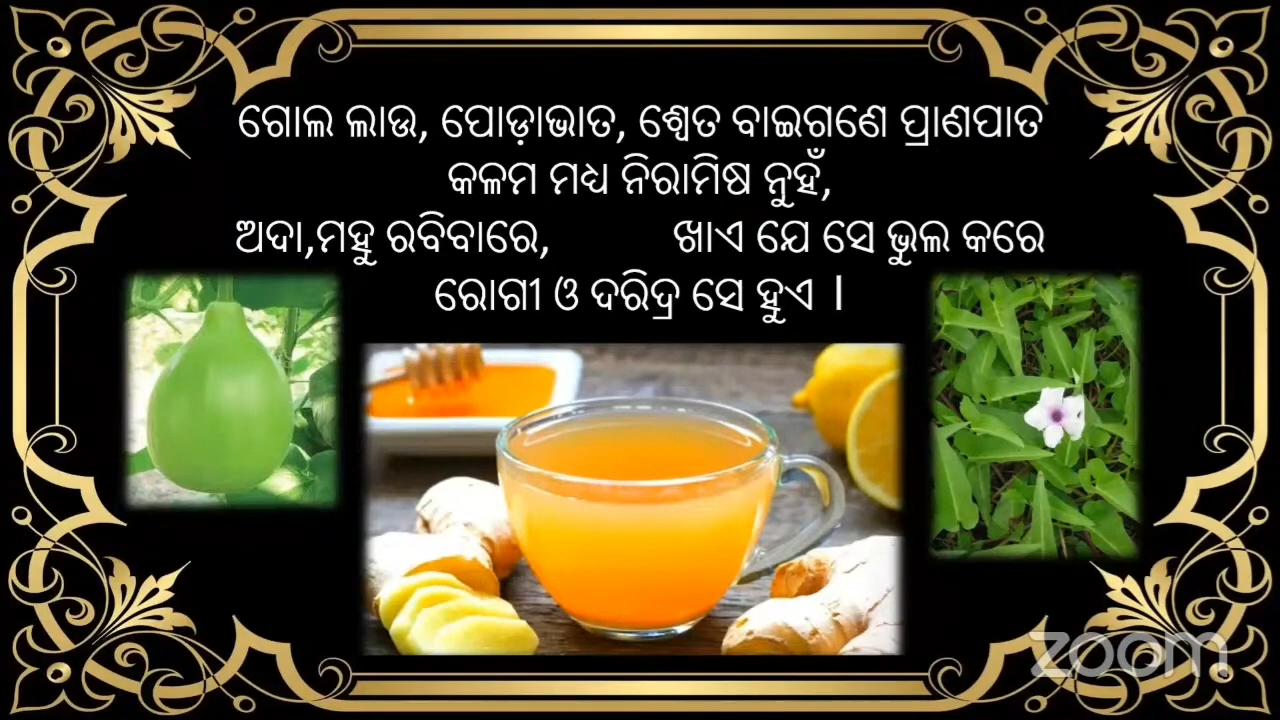 ଗୋଲ ଲାଉ, ପୋଡ଼ାଭାତ, ଶ୍ୱେତ ବାଇଗଣେ ପ୍ରାଣପାତ
କଳମ ମଧ୍ୟ ନିରାମିଷ ନୁହଁ,
ଅଦା,ମହୁ ରବିବାରେ, ଖାଏ ଯେ ସେ ଭୁଲ କରେ
ରୋଗୀ ଓ ଦରିଦ୍ର ସେ ହୁଏ ।
zoom